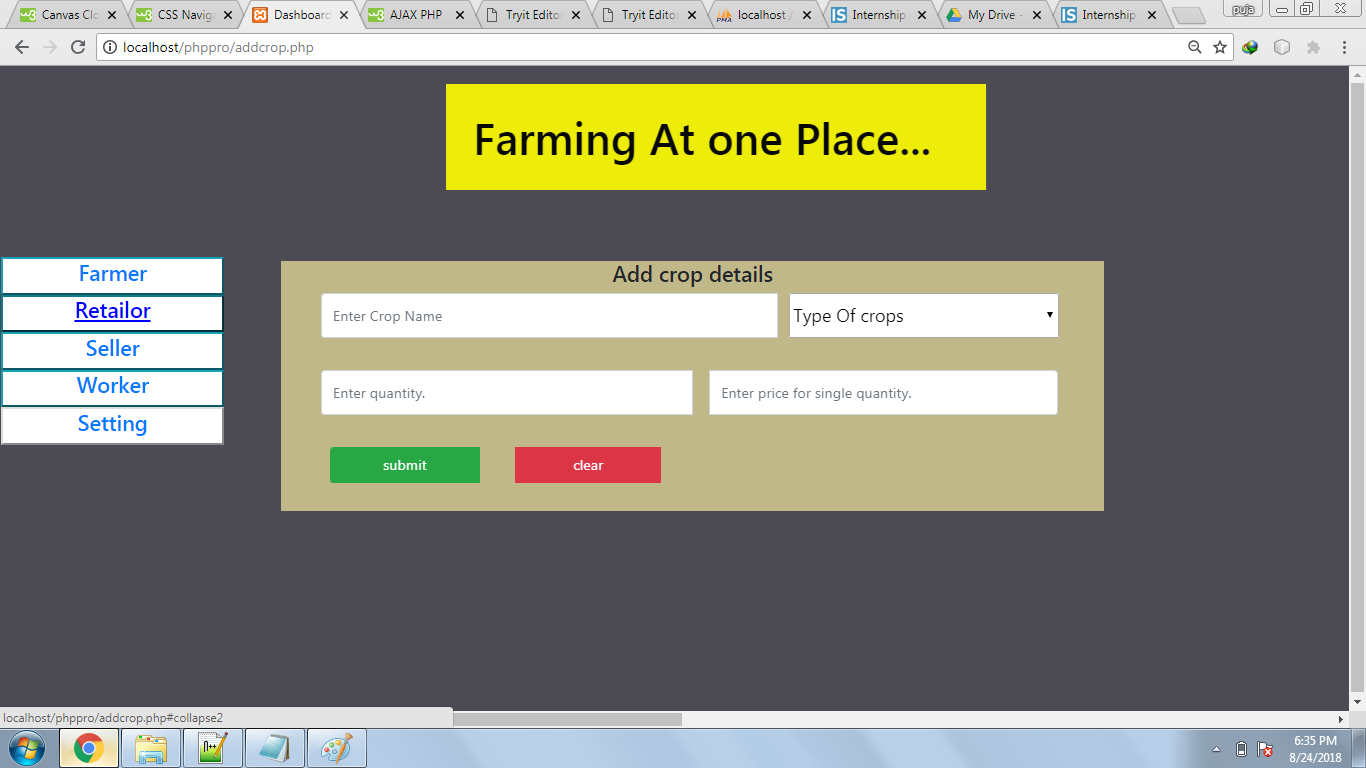 Canvas Clo CSS Naviga Dashboard AJAX PHP Tryit Edito Tryit Edito localhost / Internship My Drive - Internship puja
localhost/phppro/addcrop.php
Farming At one Place...
Farmer
Retailor
Seller
Worker
Setting
Add crop details
Enter Crop Name Type Of crops
Enter quantity. Enter price for single quantity.
submit clear
localhost/phppro/addcrop.php#collapse2
6:35 PM
8/24/2018